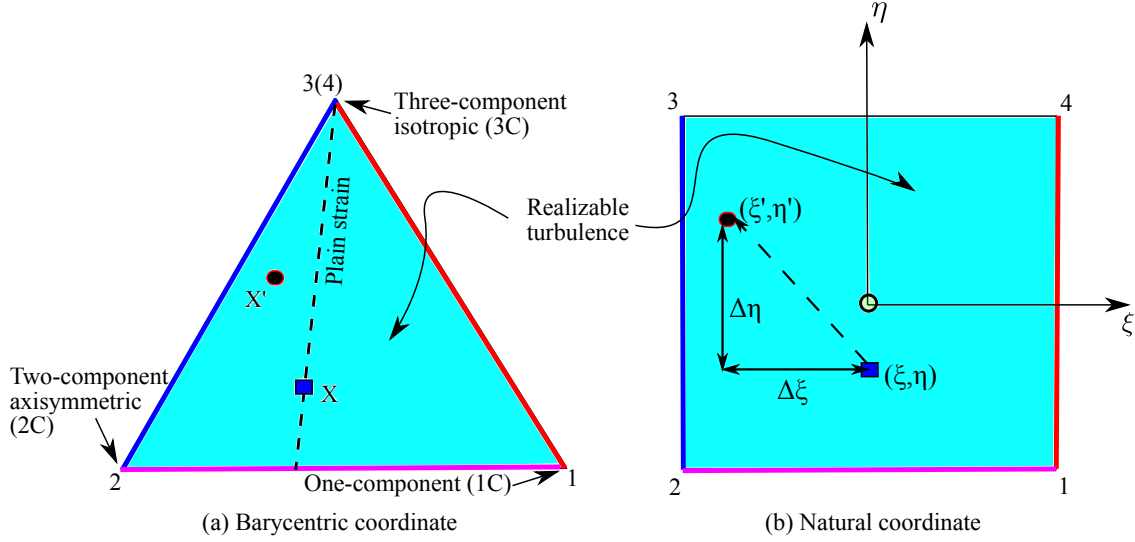 3(4)
Three-component
isotropic (3C)
Plain strain
X'
X
Two-component
axisymmetric
(2C)
2
One-component (1C)
1
(a) Barycentric coordinate
Realizable
turbulence
η
3
4
(ξ',η')
Δη
ξ
(ξ,η)
Δξ
2
1
(b) Natural coordinate